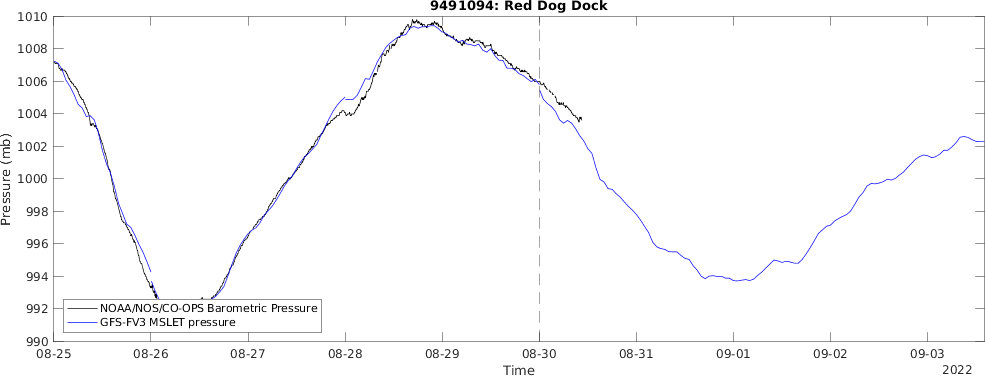 9491094: Red Dog Dock
Pressure (mb)
1010
1008
1006
1004
1002
1000
998
996
994
992
990
NOAA/NOS/CO-OPS Barometric Pressure
GFS-FV3 MSLET pressure
08-25 08-26 08-27 08-28 08-29 08-30 08-31 09-01 09-02 09-03
Time
2022